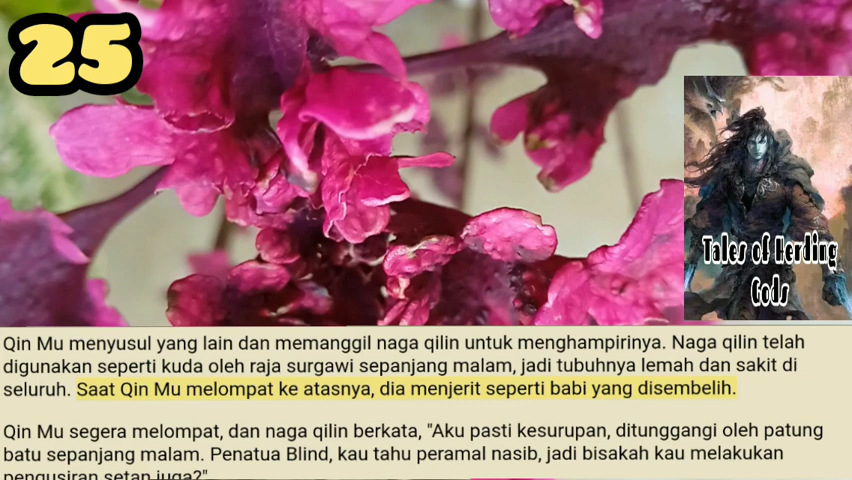 25
Tales of Herding
Gods
Qin Mu menyusul yang lain dan memanggil naga qilin untuk menghampirinya. Naga qilin telah
digunakan seperti kuda oleh raja surgawi sepanjang malam, jadi tubuhnya lemah dan sakit di
seluruh. Saat Qin Mu melompat ke atasnya, dia menjerit seperti babi yang disembelih.
Qin Mu segera melompat, dan naga qilin berkata, "Aku pasti kesurupan, ditunggangi oleh patung
batu sepanjang malam. Penatua Blind, kau tahu peramal nasib, jadi bisakah kau melakukan
pengusiran setan juga?"